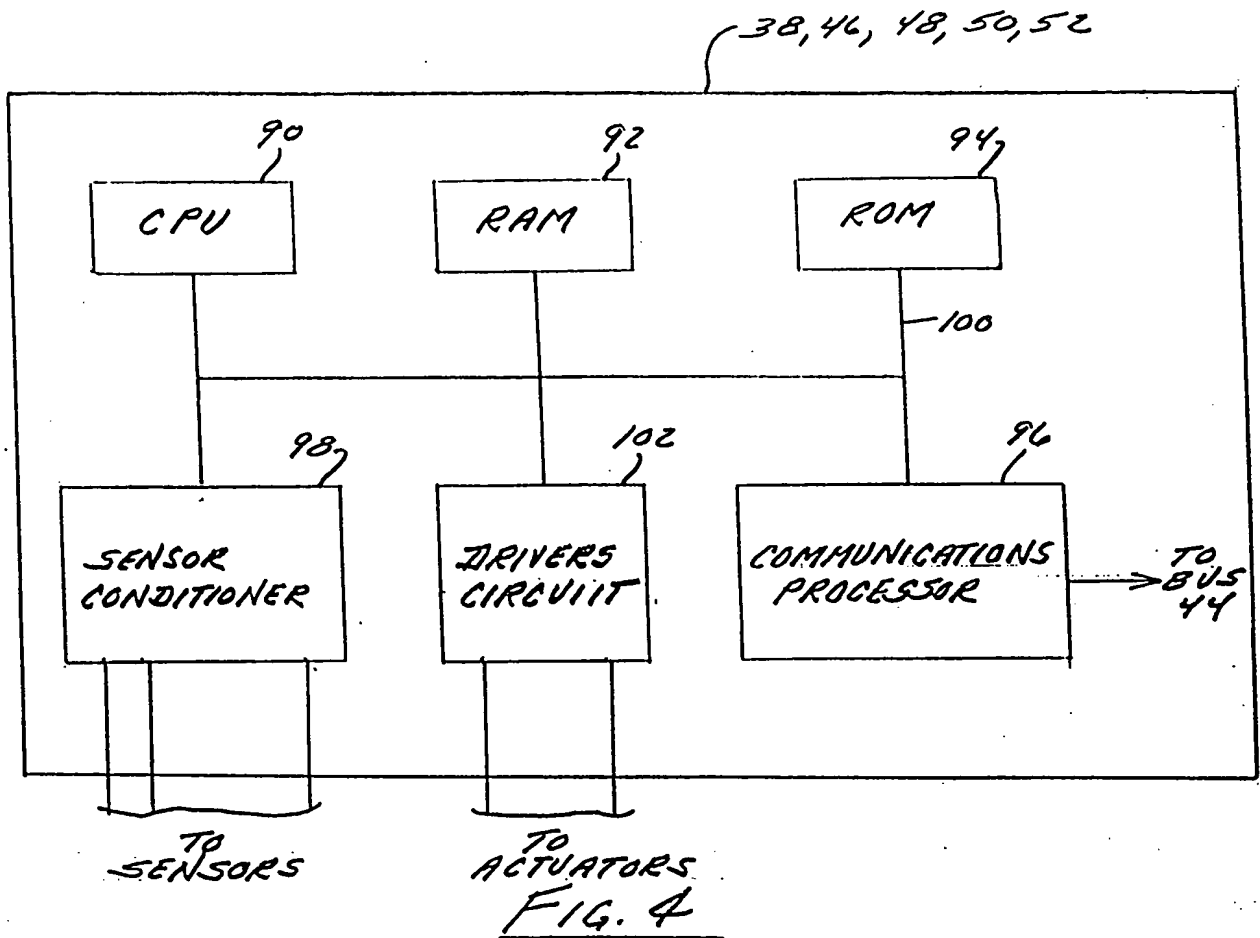 38, 46, 48, 50, 52
90
92
94
CPU
RAM
ROM
100
98
102
96
SENSOR
CONDITIONER
DRIVERS
CIRCUIIT
COMMUNICATIONS
PROCESSOR
TO
BUS
44
TO
SENSORS
TO
ACTUATORS
FIG. 4